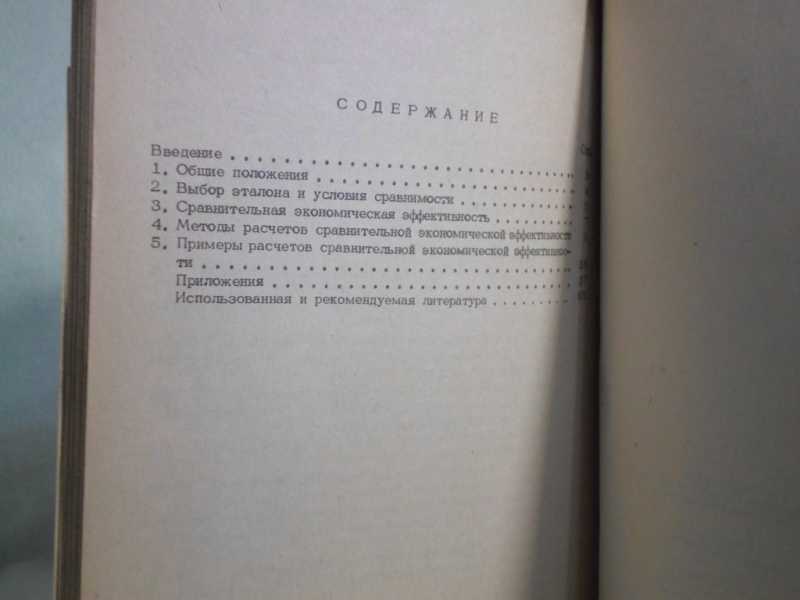 СОДЕРЖАНИЕ
Введение . . . . . . . . . . . . . . . . . . . . . . . . . . . .
1. Общие положения . . . . . . . . . . . . . . . . . . . . . .
2. Выбор эталона и условия сравнимости . . . . . . . . . .
3. Сравнительная экономическая эффективность . . . . . . .
4. Методы расчетов сравнительной экономической эффективности
5. Примеры расчетов сравнительной экономической эффективнос-
ти . . . . . . . . . . . . . . . . . . . . . . . . . . . . . .
Приложения . . . . . . . . . . . . . . . . . . . . . . . . .
Использованная и рекомендуемая литература . . . . . . . .